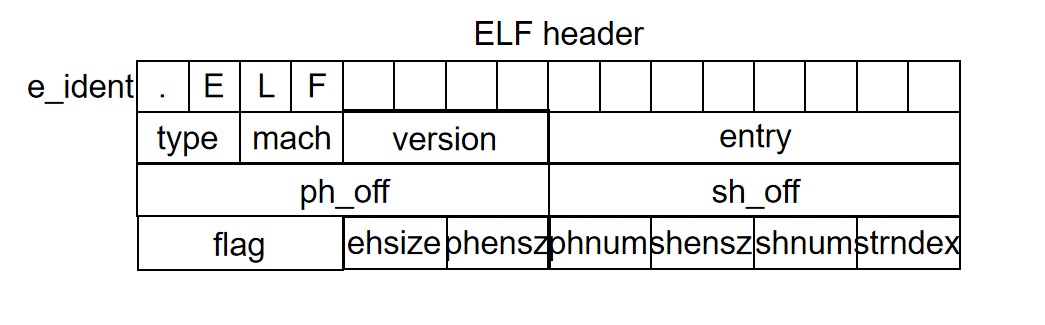 ELF header
e_ident . E L F
type mach version entry
ph_off sh_off
flag ehsize phensz phnum shensz shnum strndex